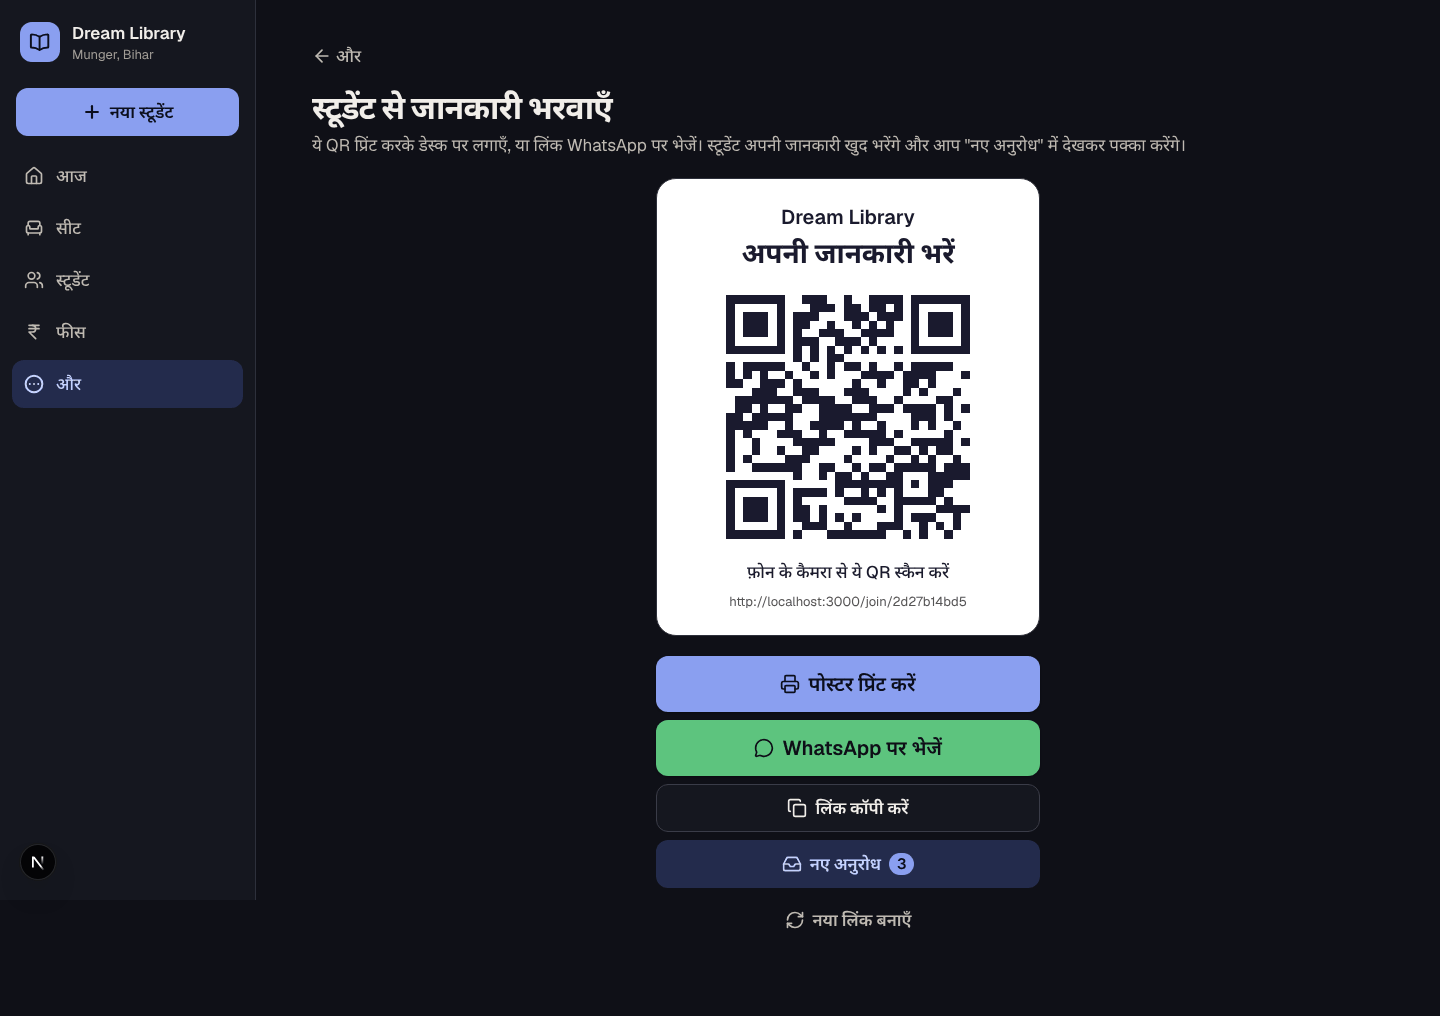 Dream Library
Munger, Bihar
नया स्टूडेंट
आज
सीट
स्टूडेंट
फीस
और
और
स्टूडेंट से जानकारी भरवाएँ
ये QR प्रिंट करके डेस्क पर लगाएँ, या लिंक WhatsApp पर भेजें। स्टूडेंट अपनी जानकारी खुद भरेंगे और आप "नए अनुरोध" में देखकर पक्का करेंगे।
Dream Library
अपनी जानकारी भरें
फ़ोन के कैमरा से ये QR स्कैन करें
http://localhost:3000/join/2d27b14bd5
पोस्टर प्रिंट करें
WhatsApp पर भेजें
लिंक कॉपी करें
नए अनुरोध 3
नया लिंक बनाएँ
N